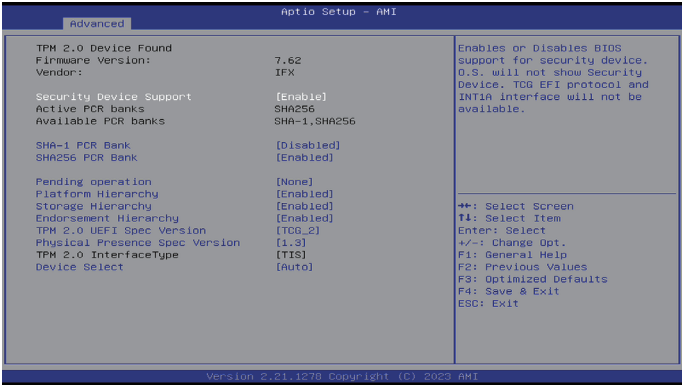 Aptio Setup – AMI
Advanced
TPM 2.0 Device Found
Firmware Version: 7.62
Vendor: IFX
Security Device Support [Enable]
Active PCR banks SHA256
Available PCR banks SHA-1,SHA256
SHA-1 PCR Bank [Disabled]
SHA256 PCR Bank [Enabled]
Pending operation [None]
Platform Hierarchy [Enabled]
Storage Hierarchy [Enabled]
Endorsement Hierarchy [Enabled]
TPM 2.0 UEFI Spec Version [TCG_2]
Physical Presence Spec Version [1.3]
TPM 2.0 InterfaceType [TIS]
Device Select [Auto]
Enables or Disables BIOS
support for security device.
O.S. will not show Security
Device. TCG EFI protocol and
INT1A interface will not be
available.
→←: Select Screen
↑↓: Select Item
Enter: Select
+/-: Change Opt.
F1: General Help
F2: Previous Values
F3: Optimized Defaults
F4: Save & Exit
ESC: Exit
Version 2.21.1278 Copyright (C) 2023 AMI